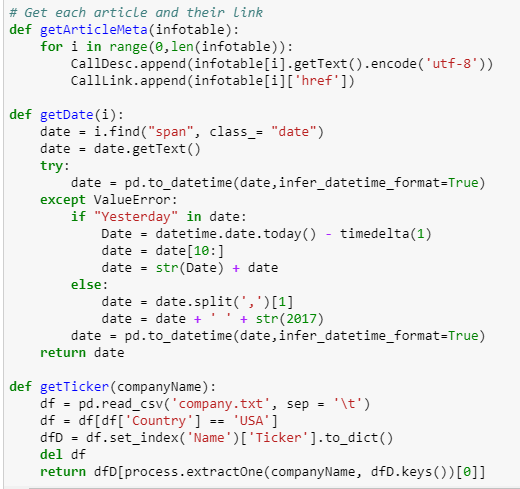 # Get each article and their link
def getArticleMeta(infotable):
    for i in range(0,len(infotable)):
        CallDesc.append(infotable[i].getText().encode('utf-8'))
        CallLink.append(infotable[i]['href'])

def getDate(i):
    date = i.find("span", class_= "date")
    date = date.getText()
    try:
        date = pd.to_datetime(date,infer_datetime_format=True)
    except ValueError:
        if "Yesterday" in date:
            Date = datetime.date.today() - timedelta(1)
            date = date[10:]
            date = str(Date) + date
        else:
            date = date.split(',')[1]
            date = date + ' ' + str(2017)
        date = pd.to_datetime(date,infer_datetime_format=True)
    return date

def getTicker(companyName):
    df = pd.read_csv('company.txt', sep = '\t')
    df = df[df['Country'] == 'USA']
    dfD = df.set_index('Name')['Ticker'].to_dict()
    del df
    return dfD[process.extractOne(companyName, dfD.keys())[0]]